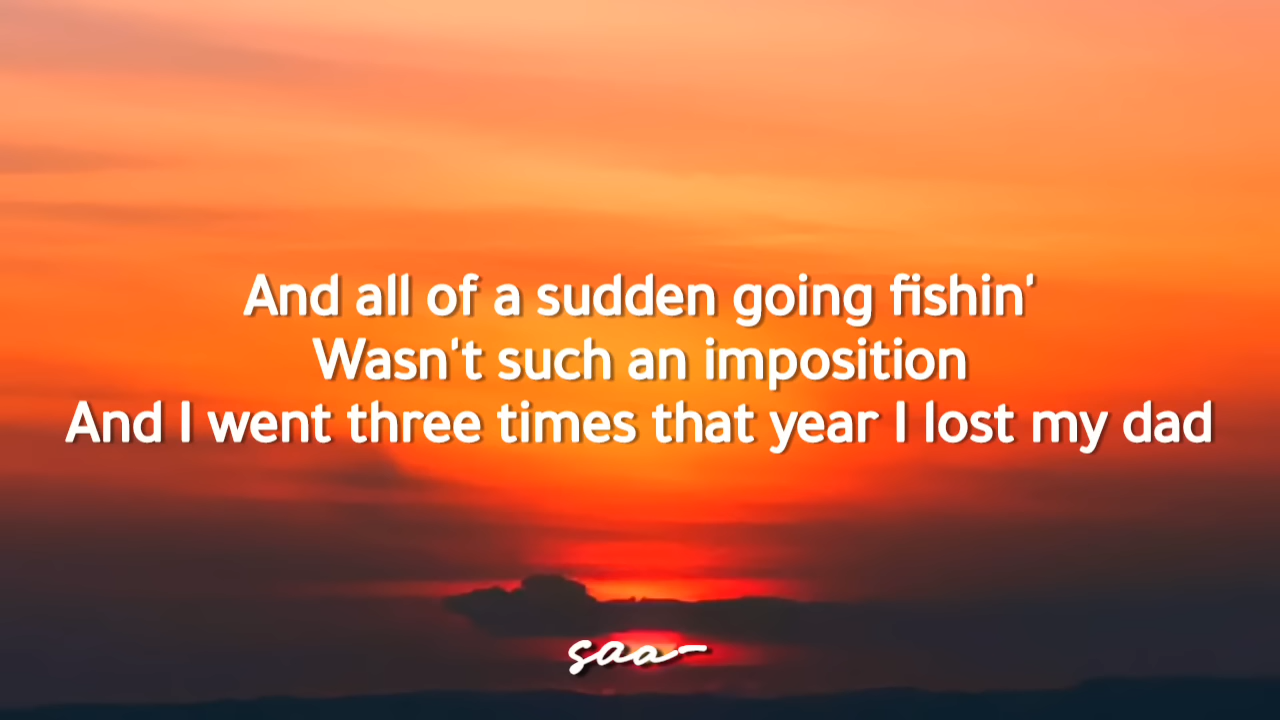 And all of a sudden going fishin'
Wasn't such an imposition
And I went three times that year I lost my dad
saa-